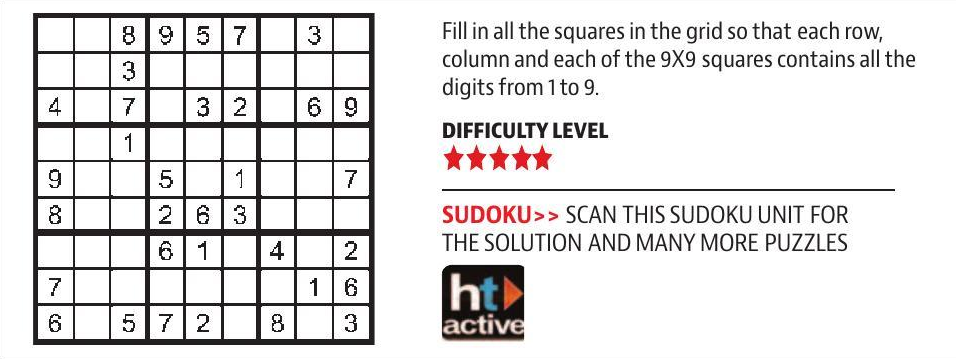 8 9 5 7 3
3
4 7 3 2 6 9
1
9 5 1 7
8 2 6 3
6 1 4 2
7 1 6
6 5 7 2 8 3
Fill in all the squares in the grid so that each row,
column and each of the 9X9 squares contains all the
digits from 1 to 9.
DIFFICULTY LEVEL
SUDOKU>> SCAN THIS SUDOKU UNIT FOR
THE SOLUTION AND MANY MORE PUZZLES
ht
active